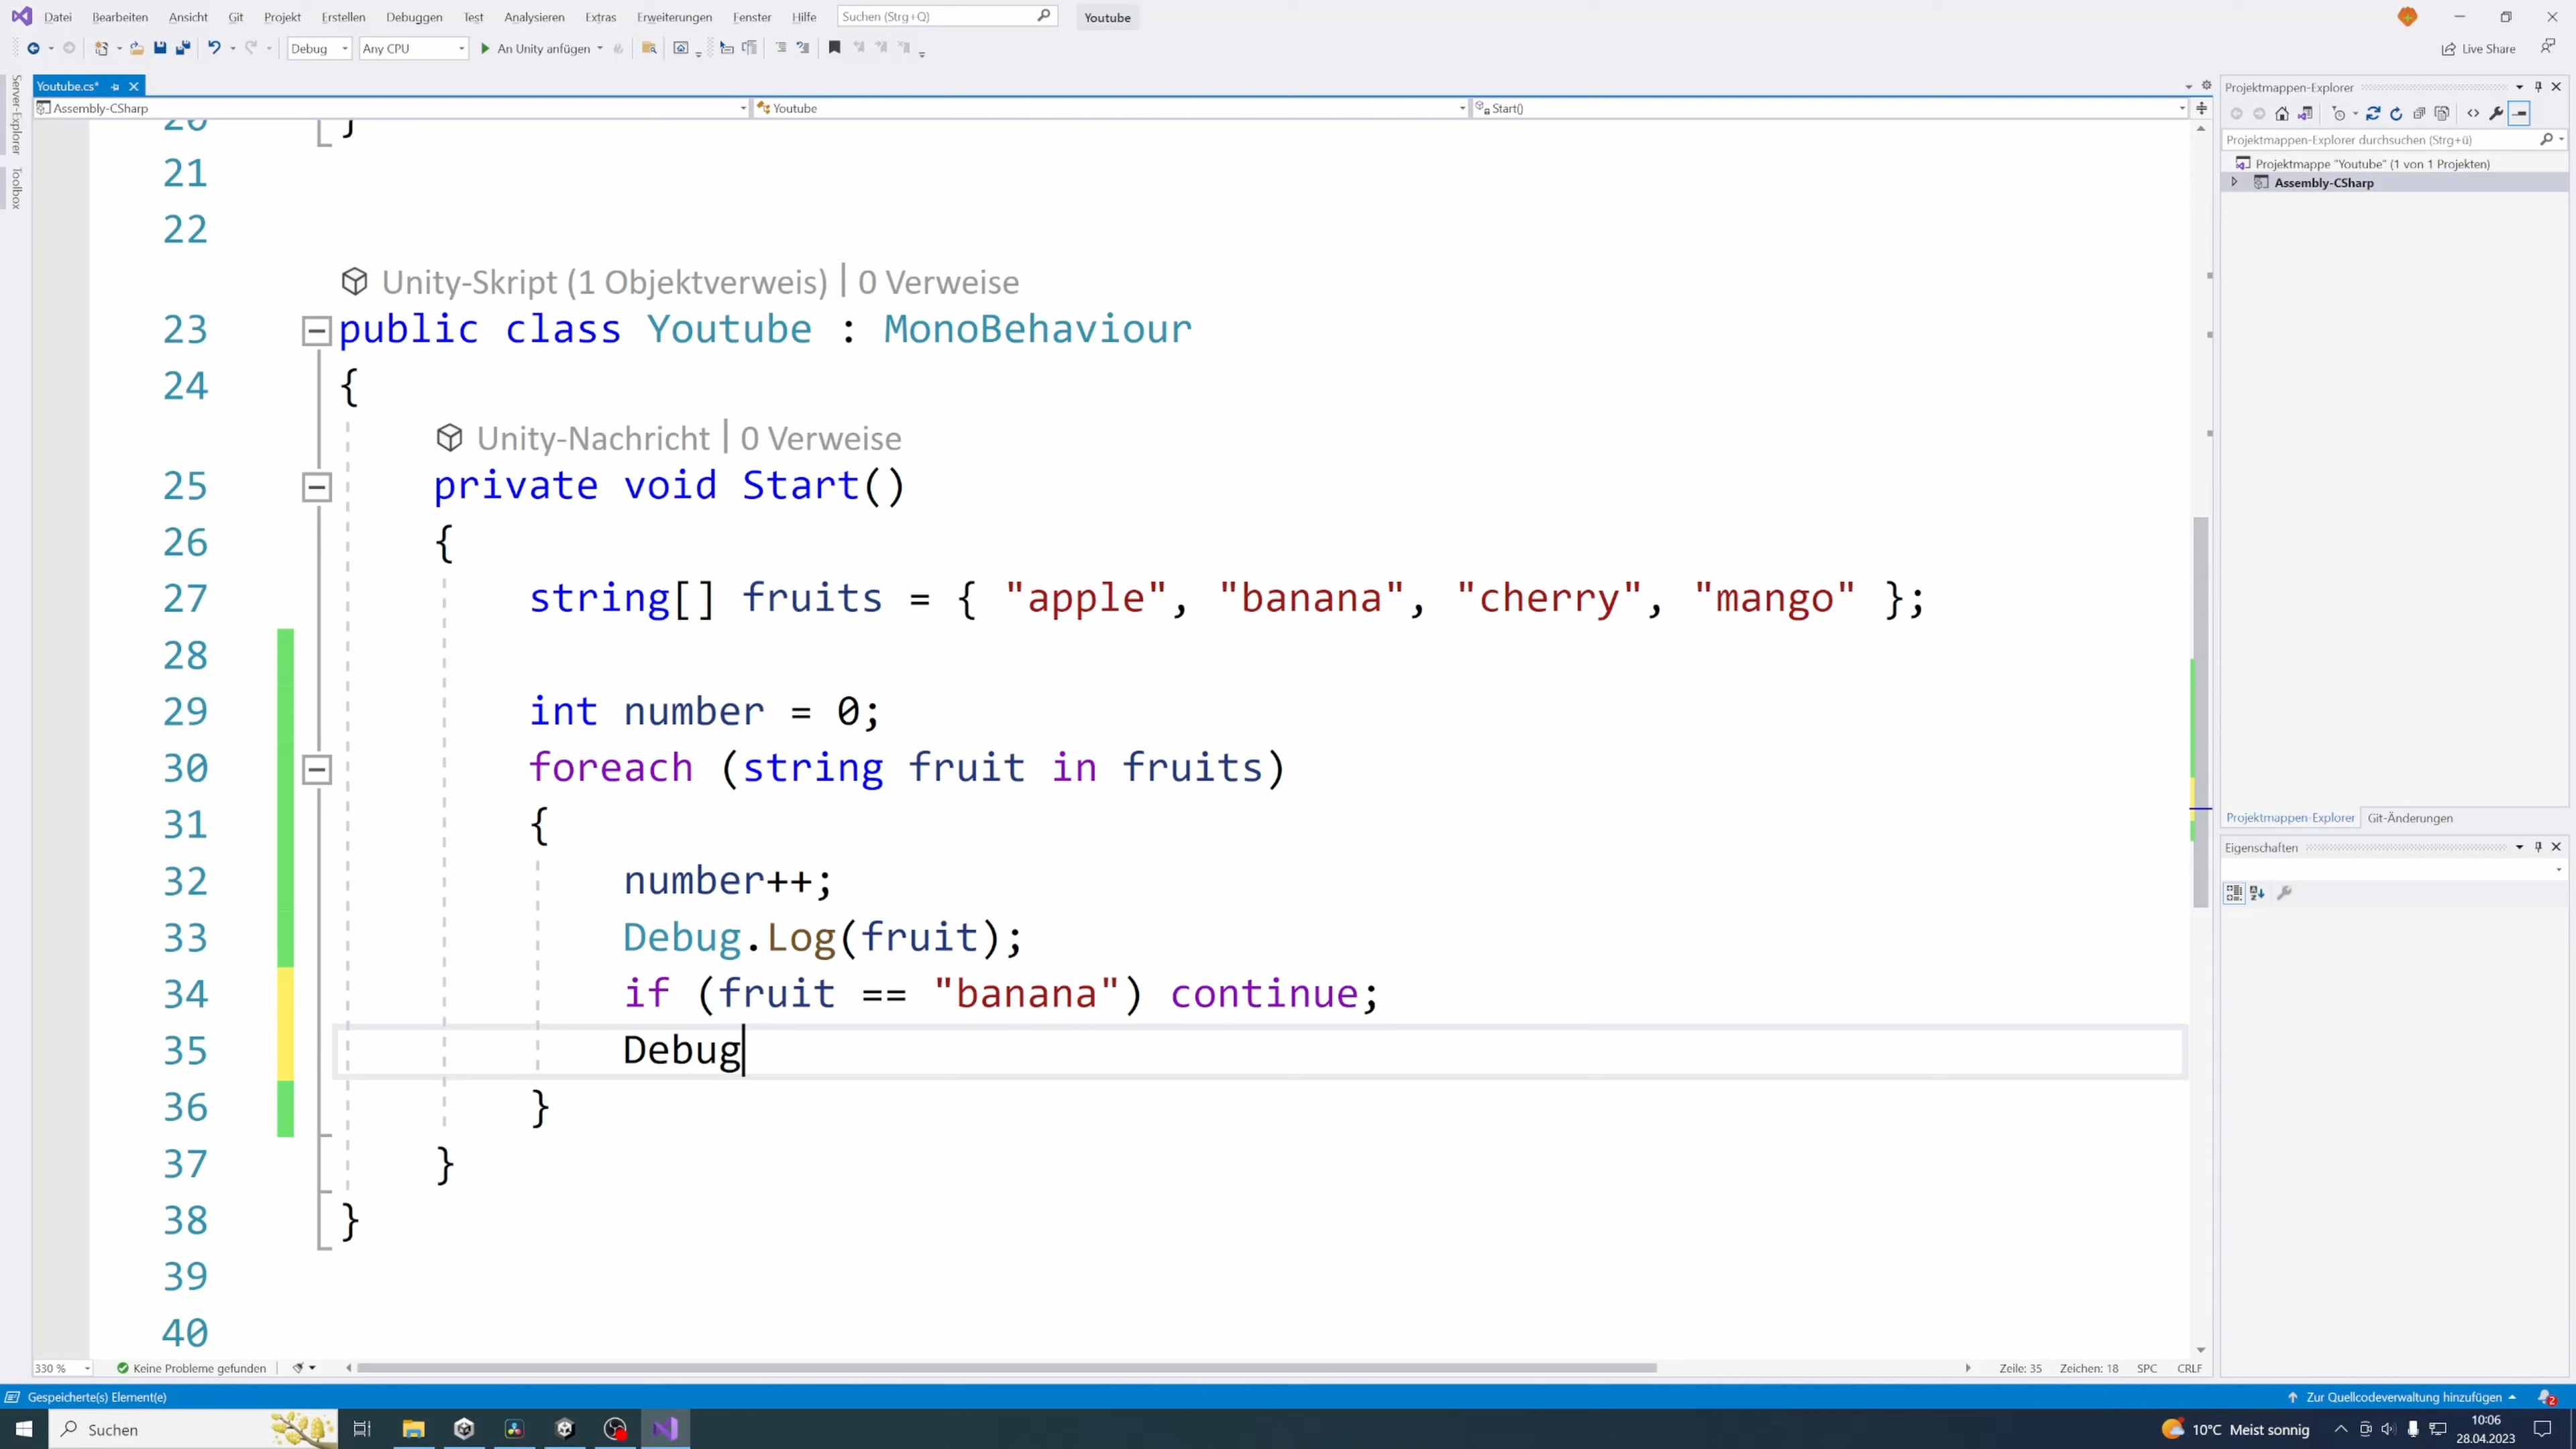 Datei Bearbeiten Ansicht Git Projekt Erstellen Debuggen Test Analysieren Extras Erweiterungen Fenster Hilfe Suchen (Strg+Q) Youtube
Debug Any CPU An Unity anfügen Live Share
Server-Explorer
Toolbox
Youtube.cs*
Assembly-CSharp Youtube Start()
20 }
21
22
Unity-Skript (1 Objektverweis) | 0 Verweise
23 public class Youtube : MonoBehaviour
24 {
Unity-Nachricht | 0 Verweise
25 private void Start()
26 {
27 string[] fruits = { "apple", "banana", "cherry", "mango" };
28
29 int number = 0;
30 foreach (string fruit in fruits)
31 {
32 number++;
33 Debug.Log(fruit);
34 if (fruit == "banana") continue;
35 Debug
36 }
37 }
38 }
39
40
330 % Keine Probleme gefunden Zeile: 35 Zeichen: 18 SPC CRLF
Projektmappen-Explorer
Projektmappen-Explorer durchsuchen (Strg+ü)
Projektmappe "Youtube" (1 von 1 Projekten)
Assembly-CSharp
Projektmappen-Explorer Git-Änderungen
Eigenschaften
Gespeicherte(s) Element(e) Zur Quellcodeverwaltung hinzufügen 2
Suchen 10°C Meist sonnig 10:06
28.04.2023